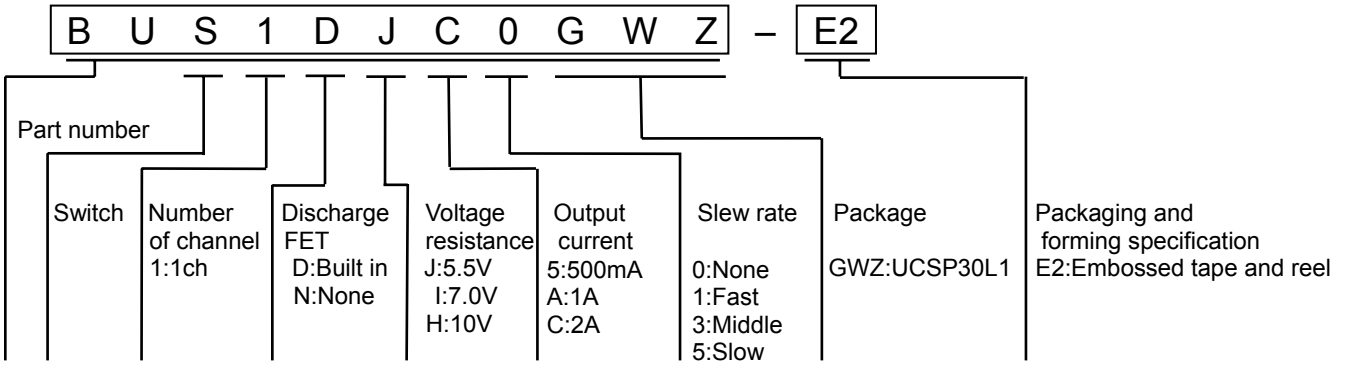 B U S 1 D J C 0 G W Z – E2
Part number
Switch
Number
of channel
1:1ch
Discharge
FET
D:Built in
N:None
Voltage
resistance
J:5.5V
I:7.0V
H:10V
Output
current
5:500mA
A:1A
C:2A
Slew rate
0:None
1:Fast
3:Middle
5:Slow
Package
GWZ:UCSP30L1
Packaging and
forming specification
E2:Embossed tape and reel